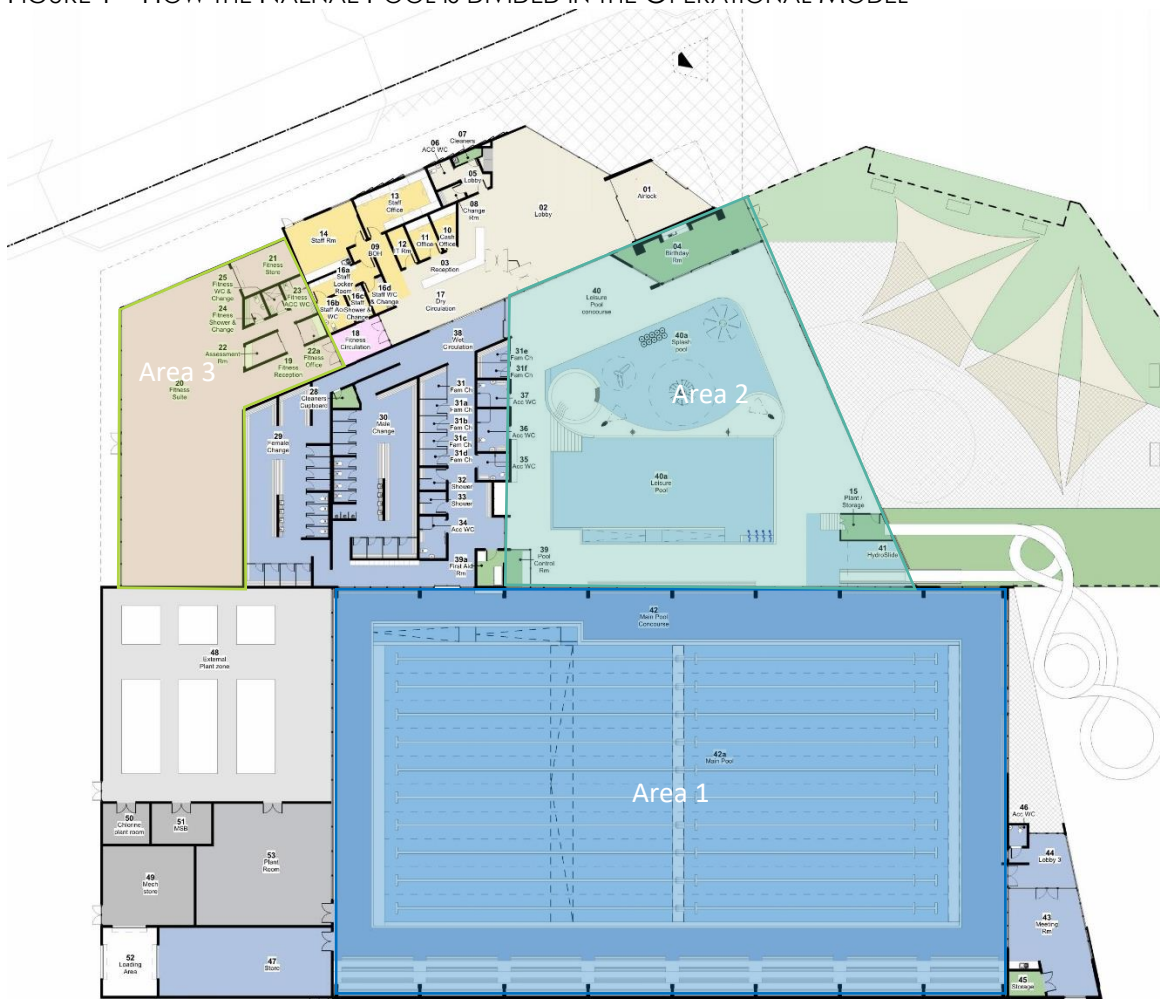 FIGURE 1 – HOW THE NAENAE POOL IS DIVIDED IN THE OPERATIONAL MODEL
07
Cleaners
06
ACC WC
05
Lobby
01
Airlock
13
Staff
Office
08
Change
Rm
02
Lobby
14
Staff Rm
10
Cash
Office
11
Office
12
IT Rm
09
BOH
04
Birthday
Rm
03
Reception
21
Fitness
Store
16a
Staff
Locker
Room
16d
Staff WC
& Change
25
Fitness
WC &
Change
23
Fitness
ACC WC
17
Dry
Circulation
40
Leisure
Pool
concourse
16b
Staff Acc
WC
16c
Staff
Shower &
Change
24
Fitness
Shower &
Change
18
Fitness
Circulation
38
Wet
Circulation
40a
Splash
pool
22
Assessment
Rm
22a
Fitness
Office
19
Fitness
Reception
31e
Fam Ch
31f
Fam Ch
Area 3
20
Fitness
Suite
Area 2
28
Cleaners
Cupboard
31
Fam Ch
31a
Fam Ch
31b
Fam Ch
31c
Fam Ch
31d
Fam Ch
37
Acc WC
36
Acc WC
35
Acc WC
30
Male
Change
29
Female
Change
32
Shower
33
Shower
34
Acc WC
40a
Leisure
Pool
15
Plant /
Storage
41
HydroSlide
39a
First Aid
Rm
39
Pool
Control
Rm
42
Main Pool
Concourse
48
External
Plant zone
42a
Main Pool
Area 1
50
Chlorine
plant room
51
MSB
53
Plant
Room
49
Mech
store
52
Loading
Area
47
Store
46
Acc WC
44
Lobby 3
43
Meeting
Rm
45
Storage